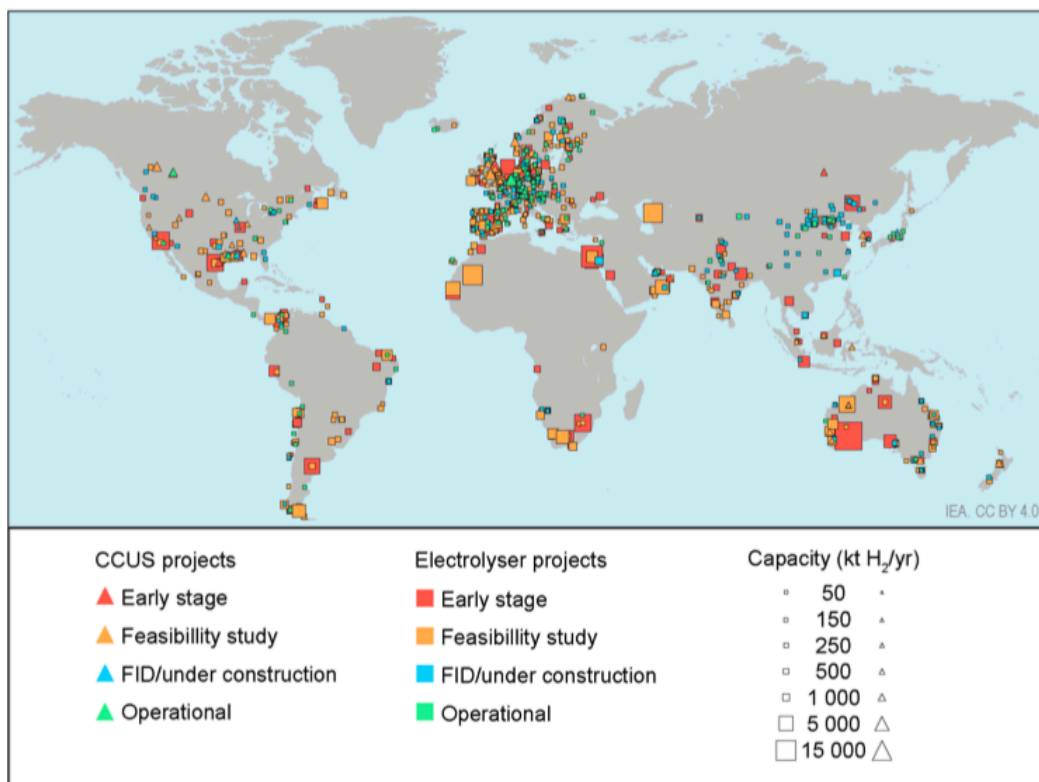 IEA. CC BY 4.0
CCUS projects
Early stage
Feasibillity study
FID/under construction
Operational
Electrolyser projects
Early stage
Feasibillity study
FID/under construction
Operational
Capacity (kt H₂/yr)
50
150
250
500
1 000
5 000
15 000